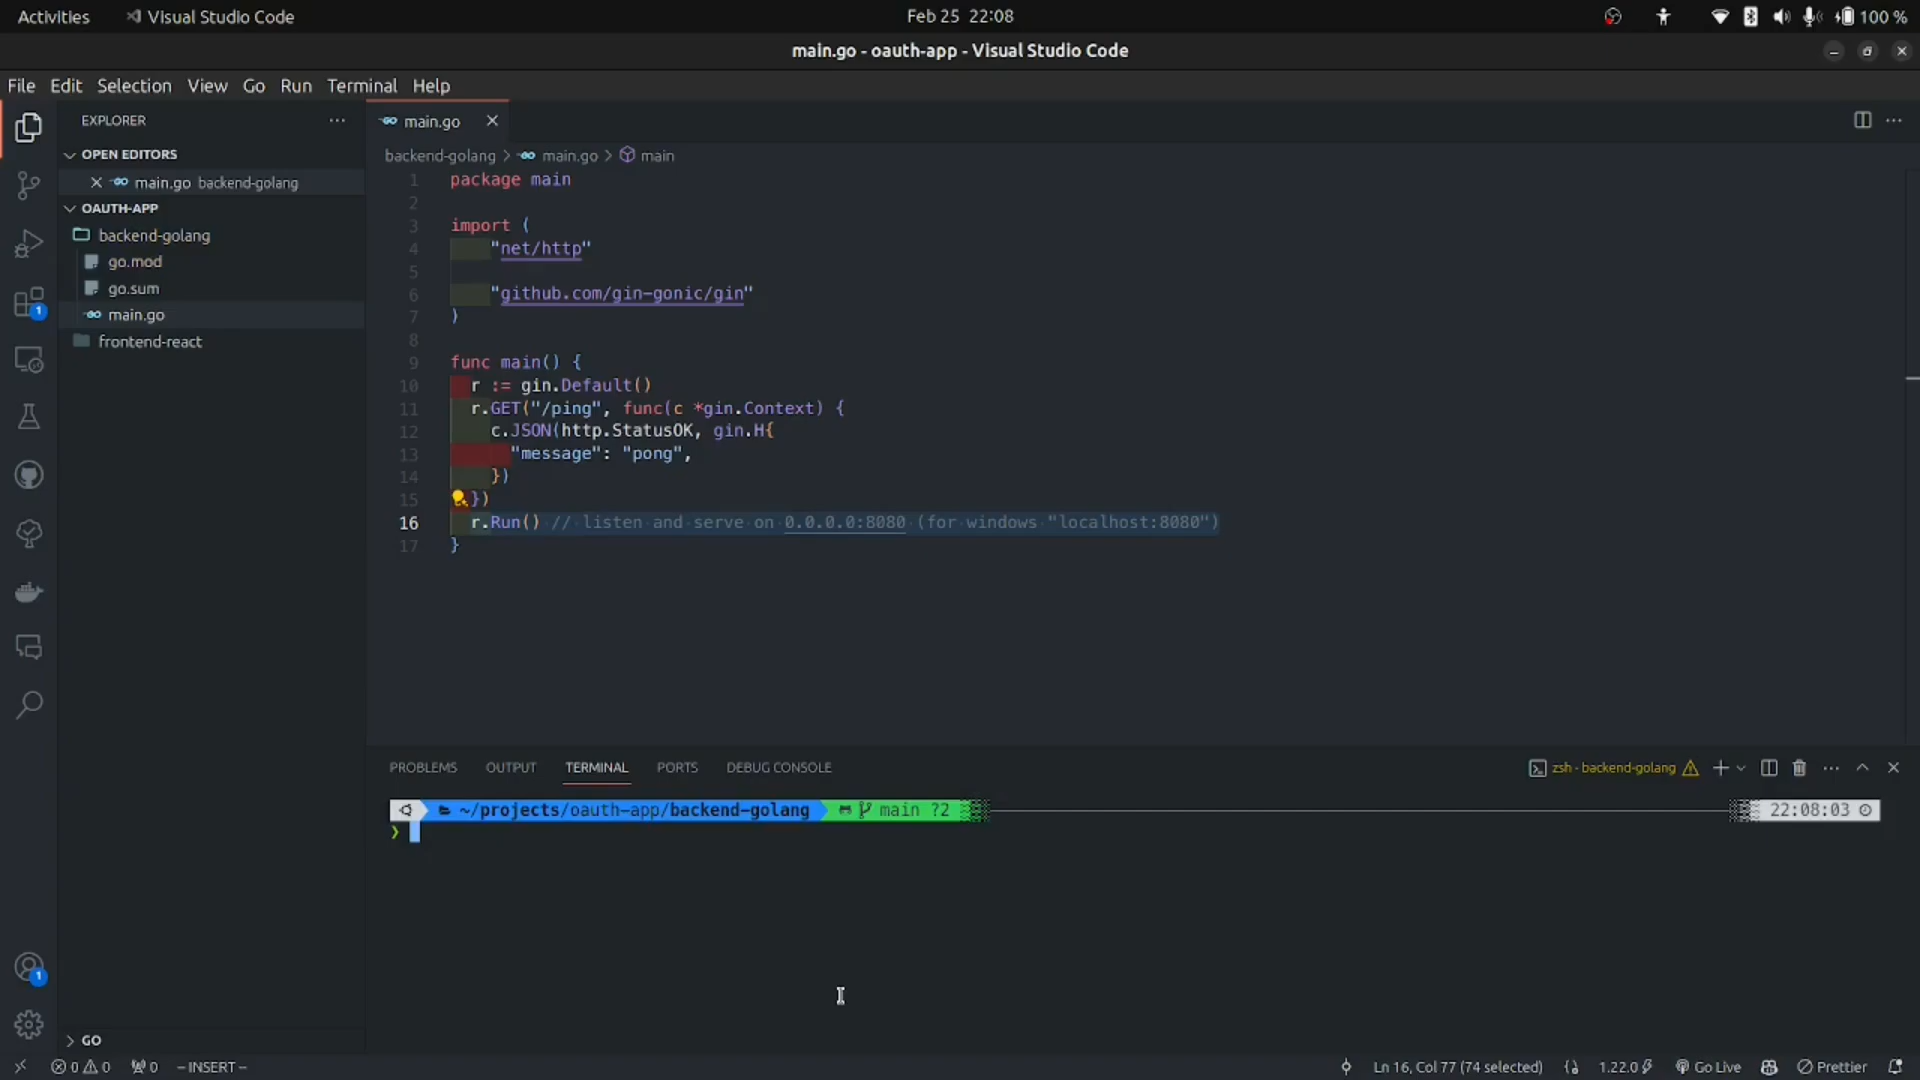 Activities Visual Studio Code Feb 25 22:08 100 %
main.go - oauth-app - Visual Studio Code
File Edit Selection View Go Run Terminal Help
EXPLORER
OPEN EDITORS
main.go backend-golang
OAUTH-APP
backend-golang
go.mod
go.sum
main.go
frontend-react
GO
main.go
backend-golang > main.go > main
1 package main
2
3 import (
4 "net/http"
5
6 "github.com/gin-gonic/gin"
7 )
8
9 func main() {
10 r := gin.Default()
11 r.GET("/ping", func(c *gin.Context) {
12 c.JSON(http.StatusOK, gin.H{
13 "message": "pong",
14 })
15 })
16 r.Run() // listen and serve on 0.0.0.0:8080 (for windows "localhost:8080")
17 }
PROBLEMS OUTPUT TERMINAL PORTS DEBUG CONSOLE zsh - backend-golang
~/projects/oauth-app/backend-golang main ?2 22:08:03
❯
1
1
0 0 0 -- INSERT -- Ln 16, Col 77 (74 selected) 1.22.0 Go Live Prettier